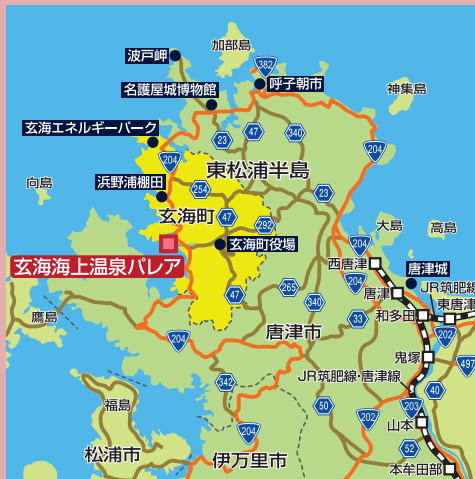 加部島
波戸岬
382
呼子朝市
名護屋城博物館
神集島
玄海エネルギーパーク
23
47
340
204
204
東松浦半島
向島
浜野浦棚田
254
23
玄海町
47
292
大島
高島
玄海町役場
204
西唐津
唐津城
玄海海上温泉パレア
204
JR筑肥線
265
唐津
東唐津
47
340
鷹島
33
和多田
202
唐津市
204
鬼塚
497
JR筑肥線・唐津線
342
40
福島
50
202
203
山本
204
松浦市
伊万里市
52
本牟田部